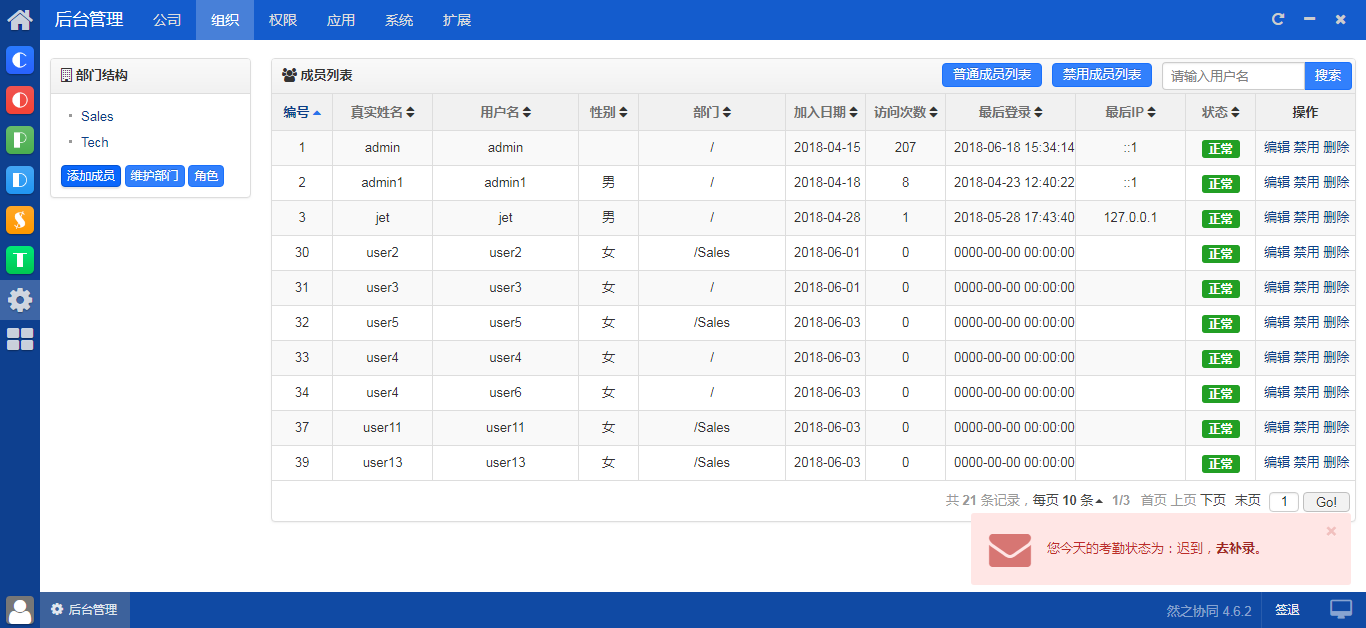 后台管理 公司 组织 权限 应用 系统 扩展
部门结构
Sales
Tech
添加成员 维护部门 角色
成员列表 普通成员列表 禁用成员列表 请输入用户名 搜索
编号 真实姓名 用户名 性别 部门 加入日期 访问次数 最后登录 最后IP 状态 操作
1 admin admin / 2018-04-15 207 2018-06-18 15:34:14 ::1 正常 编辑 禁用 删除
2 admin1 admin1 男 / 2018-04-18 8 2018-04-23 12:40:22 ::1 正常 编辑 禁用 删除
3 jet jet 男 / 2018-04-28 1 2018-05-28 17:43:40 127.0.0.1 正常 编辑 禁用 删除
30 user2 user2 女 /Sales 2018-06-01 0 0000-00-00 00:00:00 正常 编辑 禁用 删除
31 user3 user3 女 / 2018-06-01 0 0000-00-00 00:00:00 正常 编辑 禁用 删除
32 user5 user5 女 /Sales 2018-06-03 0 0000-00-00 00:00:00 正常 编辑 禁用 删除
33 user4 user4 女 / 2018-06-03 0 0000-00-00 00:00:00 正常 编辑 禁用 删除
34 user4 user6 女 / 2018-06-03 0 0000-00-00 00:00:00 正常 编辑 禁用 删除
37 user11 user11 女 /Sales 2018-06-03 0 0000-00-00 00:00:00 正常 编辑 禁用 删除
39 user13 user13 女 /Sales 2018-06-03 0 0000-00-00 00:00:00 正常 编辑 禁用 删除
共 21 条记录，每页 10 条 1/3 首页 上页 下页 末页 1 Go!
您今天的考勤状态为：迟到，去补录。 ×
后台管理 然之协同 4.6.2 签退